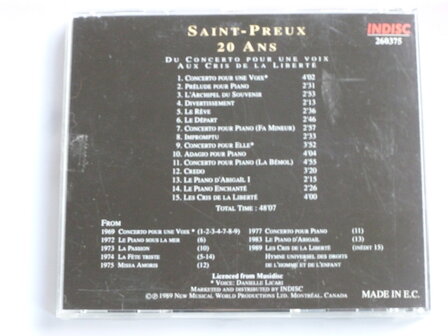 SAINT-PREUX
20 ANS
INDISC
260375
DU CONCERTO POUR UNE VOIX
AUX CRIS DE LA LIBERTÉ
1. CONCERTO POUR UNE VOIX* 4'02
2. PRÉLUDE POUR PIANO 2'31
3. L'ARCHIPEL DU SOUVENIR 2'53
4. DIVERTISSEMENT 2'13
5. LE RÊVE 2'36
6. LE DÉPART 2'46
7. CONCERTO POUR PIANO (FA MINEUR) 2'57
8. IMPROMPTU 2'33
9. CONCERTO POUR ELLE* 3'52
10. ADAGIO POUR PIANO 4'04
11. CONCERTO POUR PIANO (LA BÉMOL) 4'55
12. CREDO 3'20
13. LE PIANO D'ABIGAÏL I 2'15
14. LE PIANO ENCHANTÉ 2'26
15. LES CRIS DE LA LIBERTÉ 4'00
TOTAL TIME : 48'07
FROM
1969 CONCERTO POUR UNE VOIX * (1-2-3-4-7-8-9) 1977 CONCERTO POUR PIANO (11)
1972 LE PIANO SOUS LA MER (6) 1983 LE PIANO D'ABIGAÏL (13)
1973 LA PASSION (10) 1989 LES CRIS DE LA LIBERTÉ (INÉDIT 15)
1974 LA FÊTE TRISTE (5-14) HYMNE UNIVERSEL DES DROITS
1975 MISSA AMORIS (12) DE L'HOMME ET DE L'ENFANT
LICENCED FROM MUSIDISC
* VOICE: DANIELLE LICARI
MARKETED AND DISTRIBUTED BY INDISC
©℗1989 NEW MUSICAL WORLD PRODUCTIONS LTD. MONTRÉAL, CANADA
MADE IN E.C.